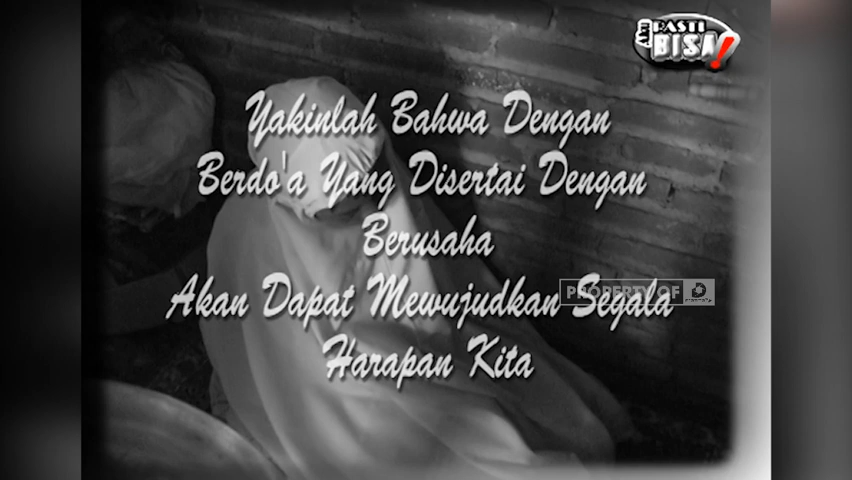 PASTI
BISA!
Yakinlah Bahwa Dengan
Berdo'a Yang Disertai Dengan
Berusaha
Akan Dapat Mewujudkan Segala
Harapan Kita
PROPERTY OF D